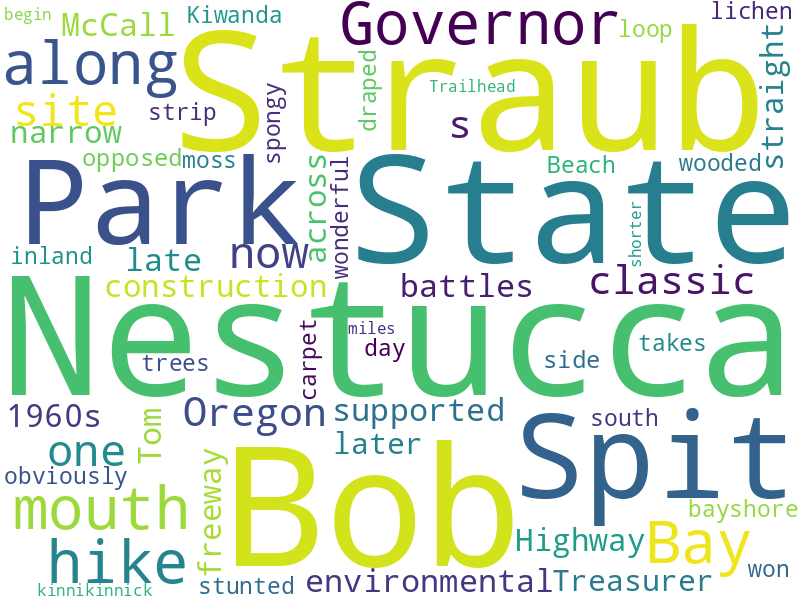 begin
McCall
Kiwanda
Governor
loop
lichen
along
Straub
straight
site
strip
spongy
draped
Trailhead
s
narrow
opposed
moss
Park
across
wonderful
State
Beach
wooded
shorter
inland
late
now
construction
battles
classic
Nestucca
carpet
miles
day
trees
side
takes
1960s
Tom
Oregon
supported
later
Spit
south
one
obviously
freeway
Bob
mouth
bayshore
hike
Highway
Bay
won
kinnikinnick
stunted
environmental
Treasurer